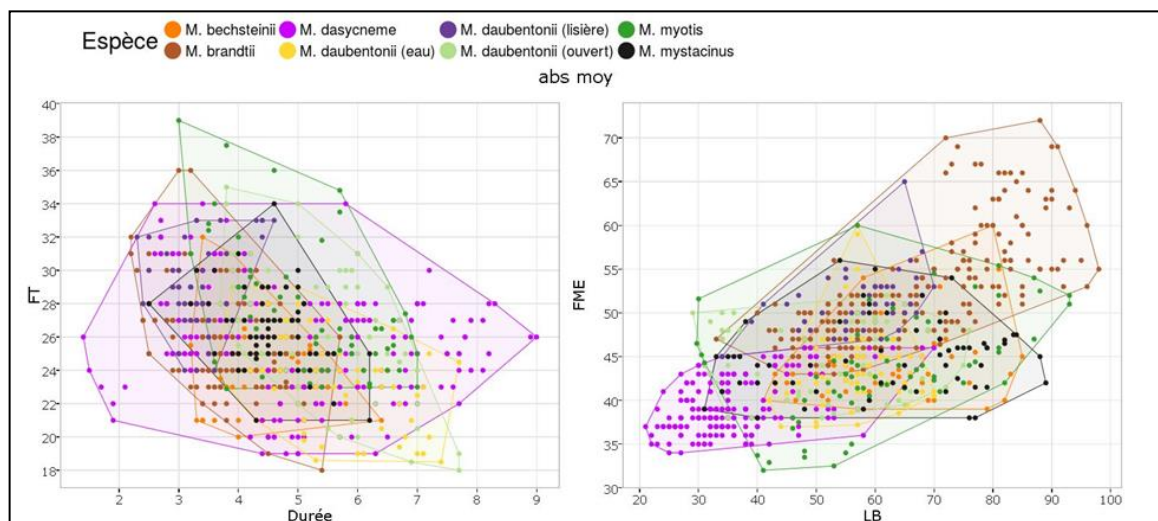 Espèce
M. bechsteinii M. dasycneme M. daubentonii (lisière) M. myotis
M. brandtii M. daubentonii (eau) M. daubentonii (ouvert) M. mystacinus
abs moy
FT
40
38
36
34
32
30
28
26
24
22
20
18
2 3 4 5 6 7 8 9
Durée
FME
70
65
60
55
50
45
40
35
30
20 30 40 50 60 70 80 90 100
LB